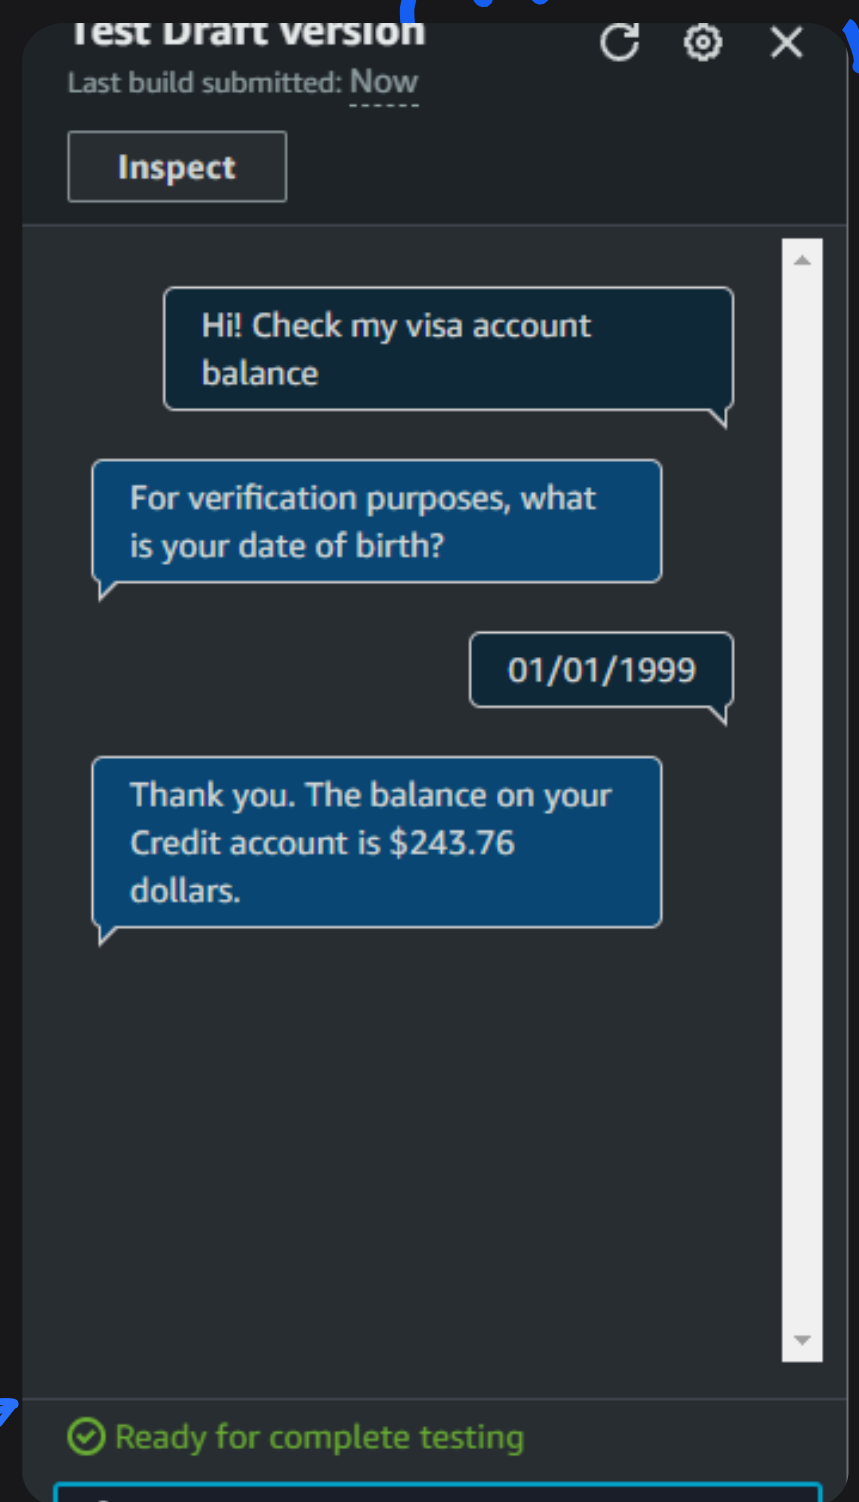 Test Draft version
Last build submitted: Now
Inspect
Hi! Check my visa account
balance
For verification purposes, what
is your date of birth?
01/01/1999
Thank you. The balance on your
Credit account is $243.76
dollars.
Ready for complete testing